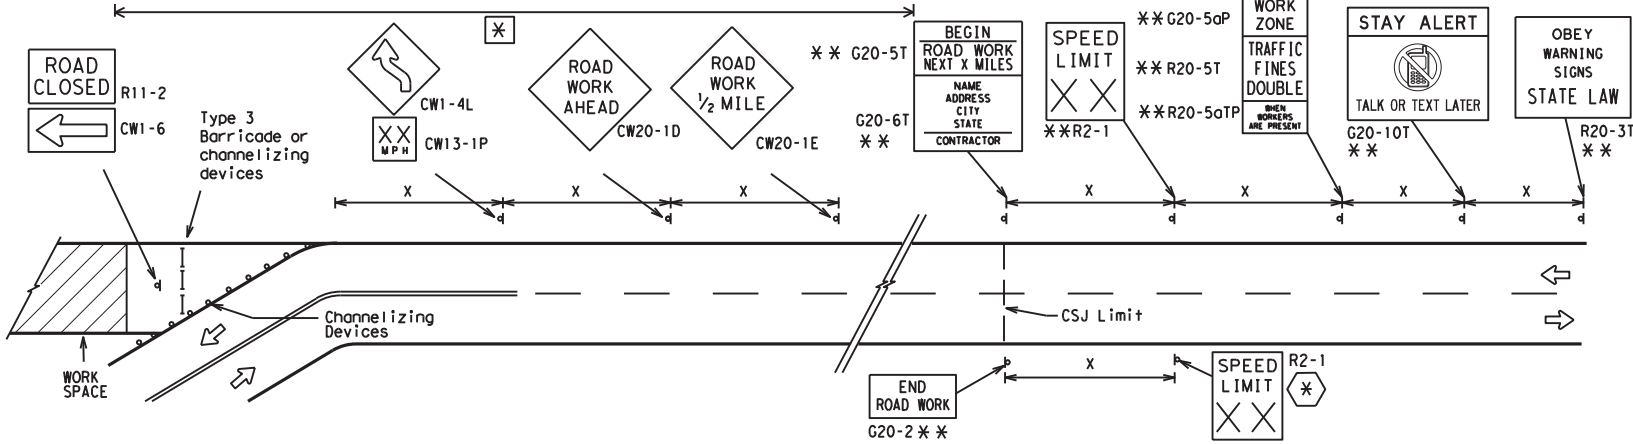 ROAD
CLOSED
R11-2
CW1-6
Type 3
Barricade or
channelizing
devices
CW1-4L
XX
MPH
CW13-1P
*
ROAD
WORK
AHEAD
CW20-1D
ROAD
WORK
1/2 MILE
CW20-1E
** G20-5T
G20-6T
**
BEGIN
ROAD WORK
NEXT X MILES
NAME
ADDRESS
CITY
STATE
CONTRACTOR
SPEED
LIMIT
XX
**R2-1
**G20-5aP
**R20-5T
**R20-5aTP
WORK
ZONE
TRAFFIC
FINES
DOUBLE
WHEN
WORKERS
ARE PRESENT
STAY ALERT
TALK OR TEXT LATER
G20-10T
**
OBEY
WARNING
SIGNS
STATE LAW
R20-3T
**
X
X
X
X
X
X
X
d
d
d
d
d
d
d
d
d
Channelizing
Devices
CSJ Limit
WORK
SPACE
END
ROAD WORK
G20-2 **
X
SPEED
LIMIT
XX
R2-1
*